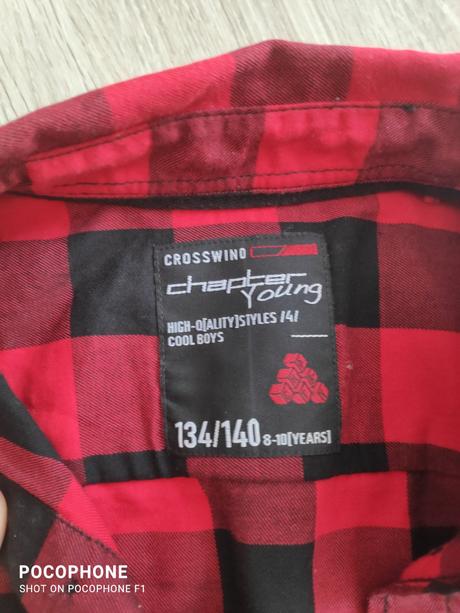 CROSSWIND
chapter
Young
HIGH-Q[ALITY]STYLES /4/
COOL BOYS
134/140 8-10[YEARS]
POCOPHONE
SHOT ON POCOPHONE F1